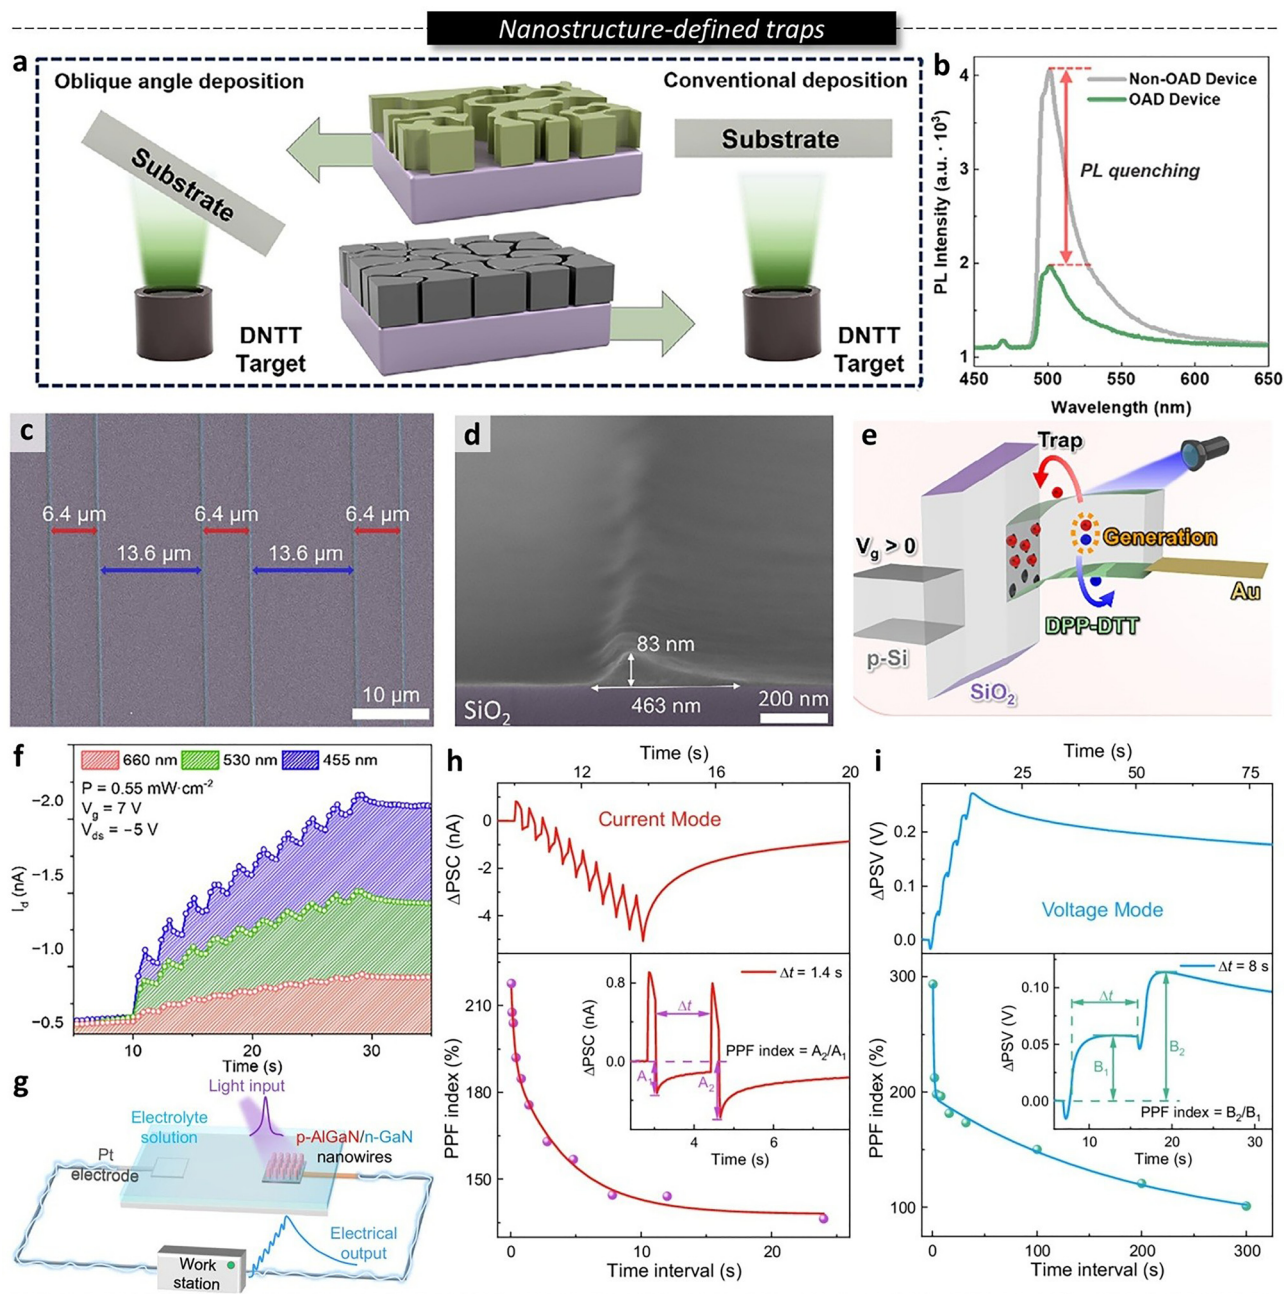 Nanostructure-defined traps
a
Oblique angle deposition
Conventional deposition
Substrate
Substrate
DNTT
Target
DNTT
Target
b
Non-OAD Device
OAD Device
PL quenching
PL Intensity (a.u. · 10³)
4
3
2
1
450 500 550 600 650
Wavelength (nm)
c
6.4 µm 6.4 µm 6.4 µm
13.6 µm 13.6 µm
10 µm
d
83 nm
463 nm
200 nm
SiO₂
e
Trap
Vg > 0
Generation
Au
DPP-DTT
p-Si
SiO₂
f
660 nm 530 nm 455 nm
P = 0.55 mW·cm⁻²
Vg = 7 V
Vds = −5 V
Id (nA)
−2.0
−1.5
−1.0
−0.5
10 20 30
Time (s)
g
Light input
Electrolyte
solution
p-AlGaN/n-GaN
nanowires
Pt
electrode
Electrical
output
Work
station
h
Time (s)
12 16 20
Current Mode
ΔPSC (nA)
0
-2
-4
PPF index (%)
210
180
150
0 10 20
Time interval (s)
ΔPSC (nA)
0.8
0.0
Δt = 1.4 s
Δt
PPF index = A₂/A₁
A₁
A₂
4 6 8
Time (s)
i
Time (s)
25 50 75
Voltage Mode
ΔPSV (V)
0.2
0.1
0.0
PPF index (%)
300
200
100
0 100 200 300
Time interval (s)
ΔPSV (V)
0.10
0.05
0.00
Δt = 8 s
Δt
B₁
B₂
PPF index = B₂/B₁
10 20 30
Time (s)